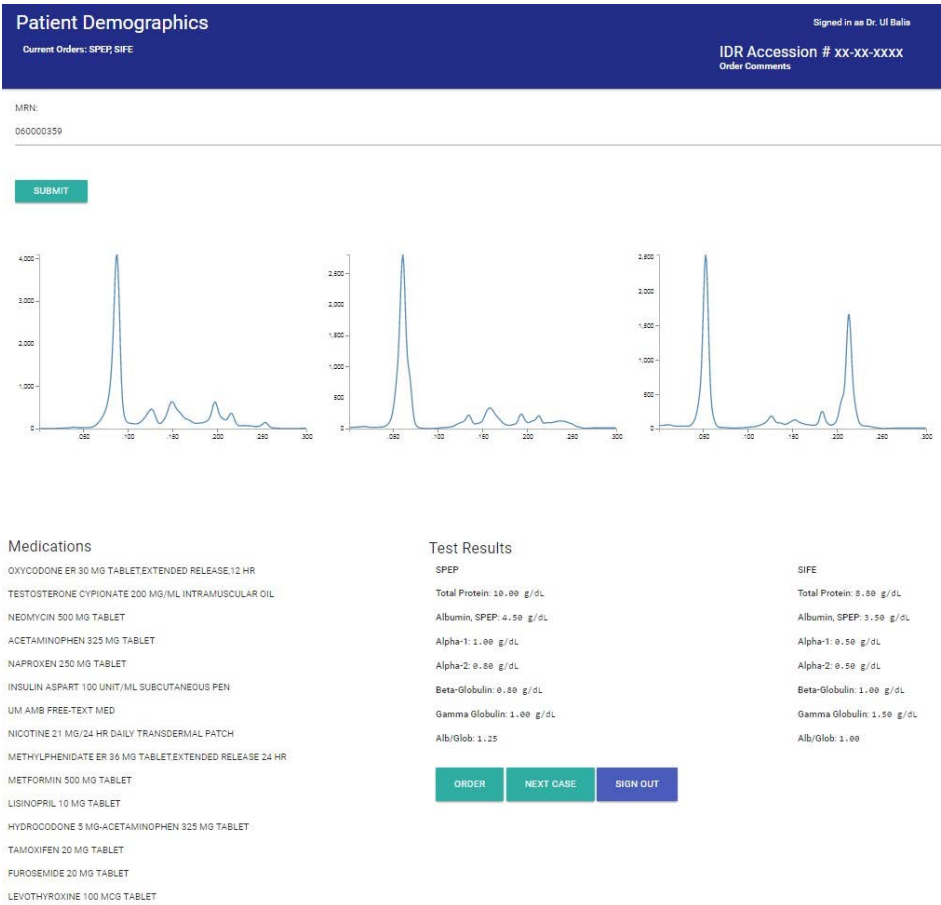 Patient Demographics
Signed in as Dr. Ul Balis
Current Orders: SPEP, SIFE
IDR Accession # xx-xx-xxxx
Order Comments
MRN:
060000359
SUBMIT
4,000
3,000
2,000
1,000
0
050 100 150 200 250 300
2,500
2,000
1,500
1,000
500
0
050 100 150 200 250 300
2,500
2,000
1,500
1,000
500
0
050 100 150 200 250 300
Medications
OXYCODONE ER 30 MG TABLET,EXTENDED RELEASE,12 HR
TESTOSTERONE CYPIONATE 200 MG/ML INTRAMUSCULAR OIL
NEOMYCIN 500 MG TABLET
ACETAMINOPHEN 325 MG TABLET
NAPROXEN 250 MG TABLET
INSULIN ASPART 100 UNIT/ML SUBCUTANEOUS PEN
UM AMB FREE-TEXT MED
NICOTINE 21 MG/24 HR DAILY TRANSDERMAL PATCH
METHYLPHENIDATE ER 36 MG TABLET,EXTENDED RELEASE 24 HR
METFORMIN 500 MG TABLET
LISINOPRIL 10 MG TABLET
HYDROCODONE 5 MG-ACETAMINOPHEN 325 MG TABLET
TAMOXIFEN 20 MG TABLET
FUROSEMIDE 20 MG TABLET
LEVOTHYROXINE 100 MCG TABLET
Test Results
SPEP
Total Protein: 10.00 g/dL
Albumin, SPEP: 4.50 g/dL
Alpha-1: 1.00 g/dL
Alpha-2: 0.80 g/dL
Beta-Globulin: 0.80 g/dL
Gamma Globulin: 1.00 g/dL
Alb/Glob: 1.25
SIFE
Total Protein: 8.80 g/dL
Albumin, SPEP: 3.50 g/dL
Alpha-1: 0.50 g/dL
Alpha-2: 0.50 g/dL
Beta-Globulin: 1.00 g/dL
Gamma Globulin: 1.50 g/dL
Alb/Glob: 1.00
ORDER
NEXT CASE
SIGN OUT